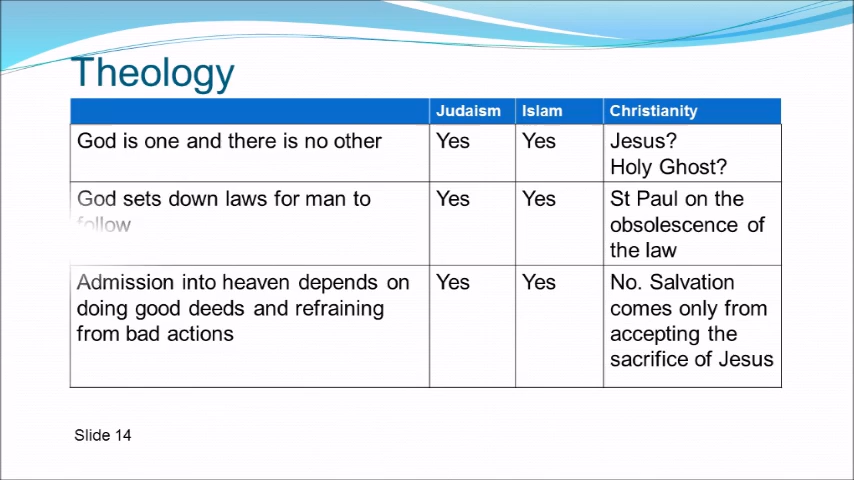 Theology
Judaism Islam Christianity
God is one and there is no other Yes Yes Jesus?
Holy Ghost?
God sets down laws for man to Yes Yes St Paul on the
follow obsolescence of
the law
Admission into heaven depends on Yes Yes No. Salvation
doing good deeds and refraining comes only from
from bad actions accepting the
sacrifice of Jesus
Slide 14